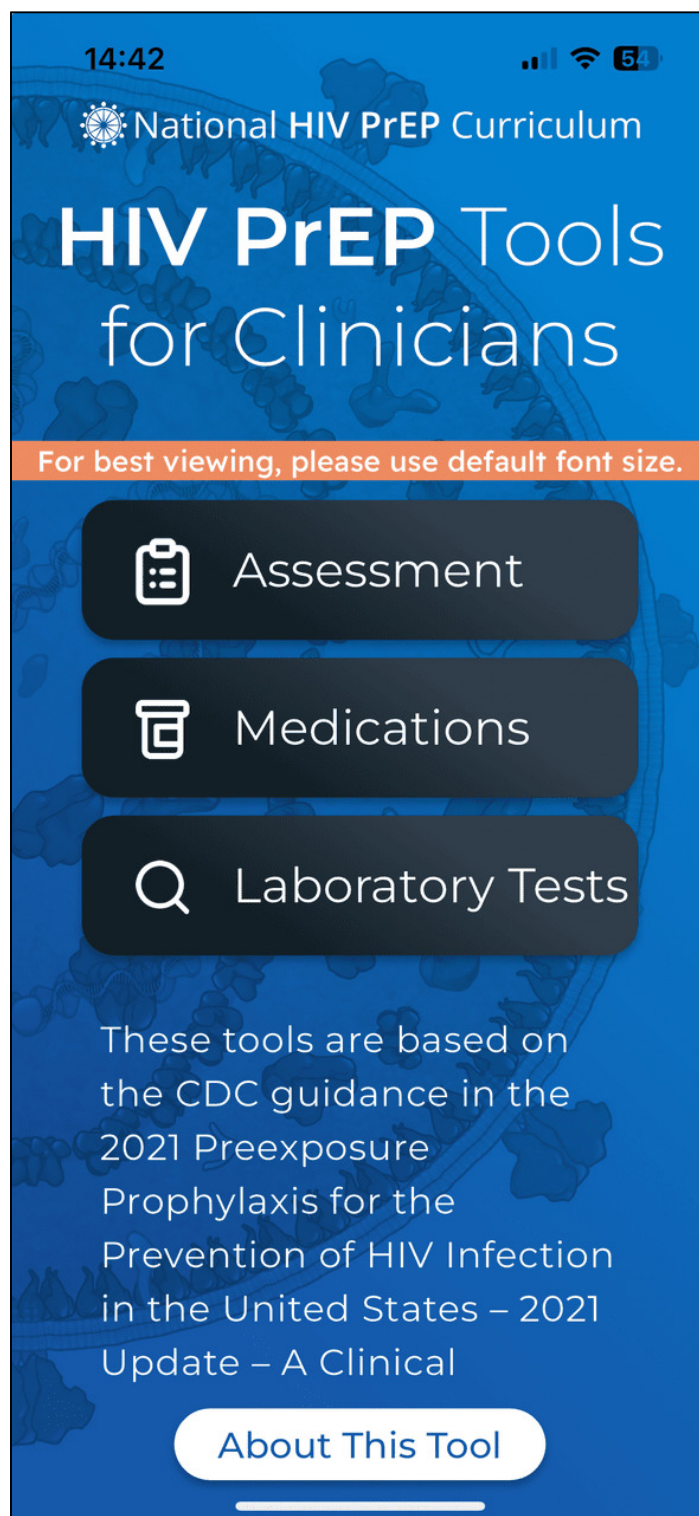 14:42
54
National HIV PrEP Curriculum
HIV PrEP Tools
for Clinicians
For best viewing, please use default font size.
Assessment
Medications
Laboratory Tests
These tools are based on
the CDC guidance in the
2021 Preexposure
Prophylaxis for the
Prevention of HIV Infection
in the United States – 2021
Update – A Clinical
About This Tool